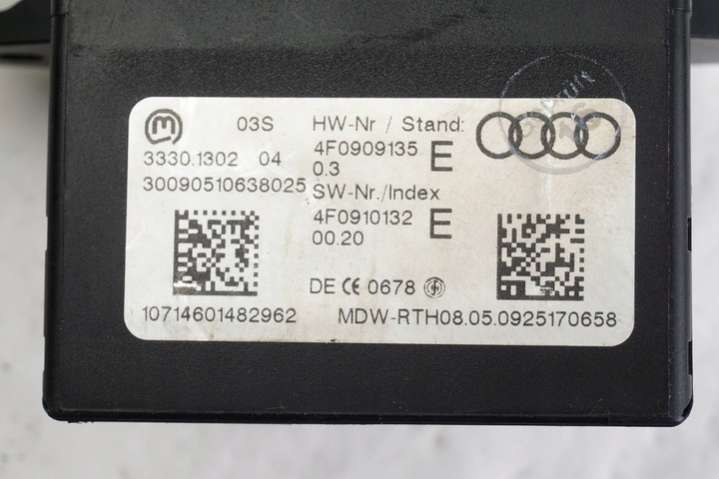 03S
HW-Nr / Stand:
3330.1302 04
4F0909135 E
0.3
30090510638025
SW-Nr./Index
4F0910132 E
00.20
DE CE 0678
10714601482962
MDW-RTH08.05.0925170658